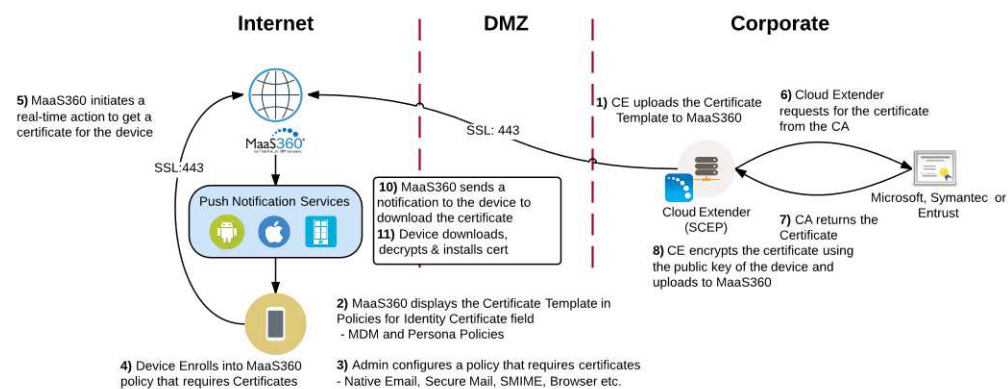 Internet
DMZ
Corporate
5) MaaS360 initiates a
real-time action to get a
certificate for the device
MaaS360
SSL:443
Push Notification Services
SSL: 443
10) MaaS360 sends a
notification to the device to
download the certificate
11) Device downloads,
decrypts & installs cert
1) CE uploads the Certificate
Template to MaaS360
6) Cloud Extender
requests for the certificate
from the CA
Cloud Extender
(SCEP)
Microsoft, Symantec or
Entrust
7) CA returns the
Certificate
8) CE encrypts the certificate using
the public key of the device and
uploads to MaaS360
2) MaaS360 displays the Certificate Template in
Policies for Identity Certificate field
- MDM and Persona Policies
4) Device Enrolls into MaaS360
policy that requires Certificates
3) Admin configures a policy that requires certificates
- Native Email, Secure Mail, SMIME, Browser etc.